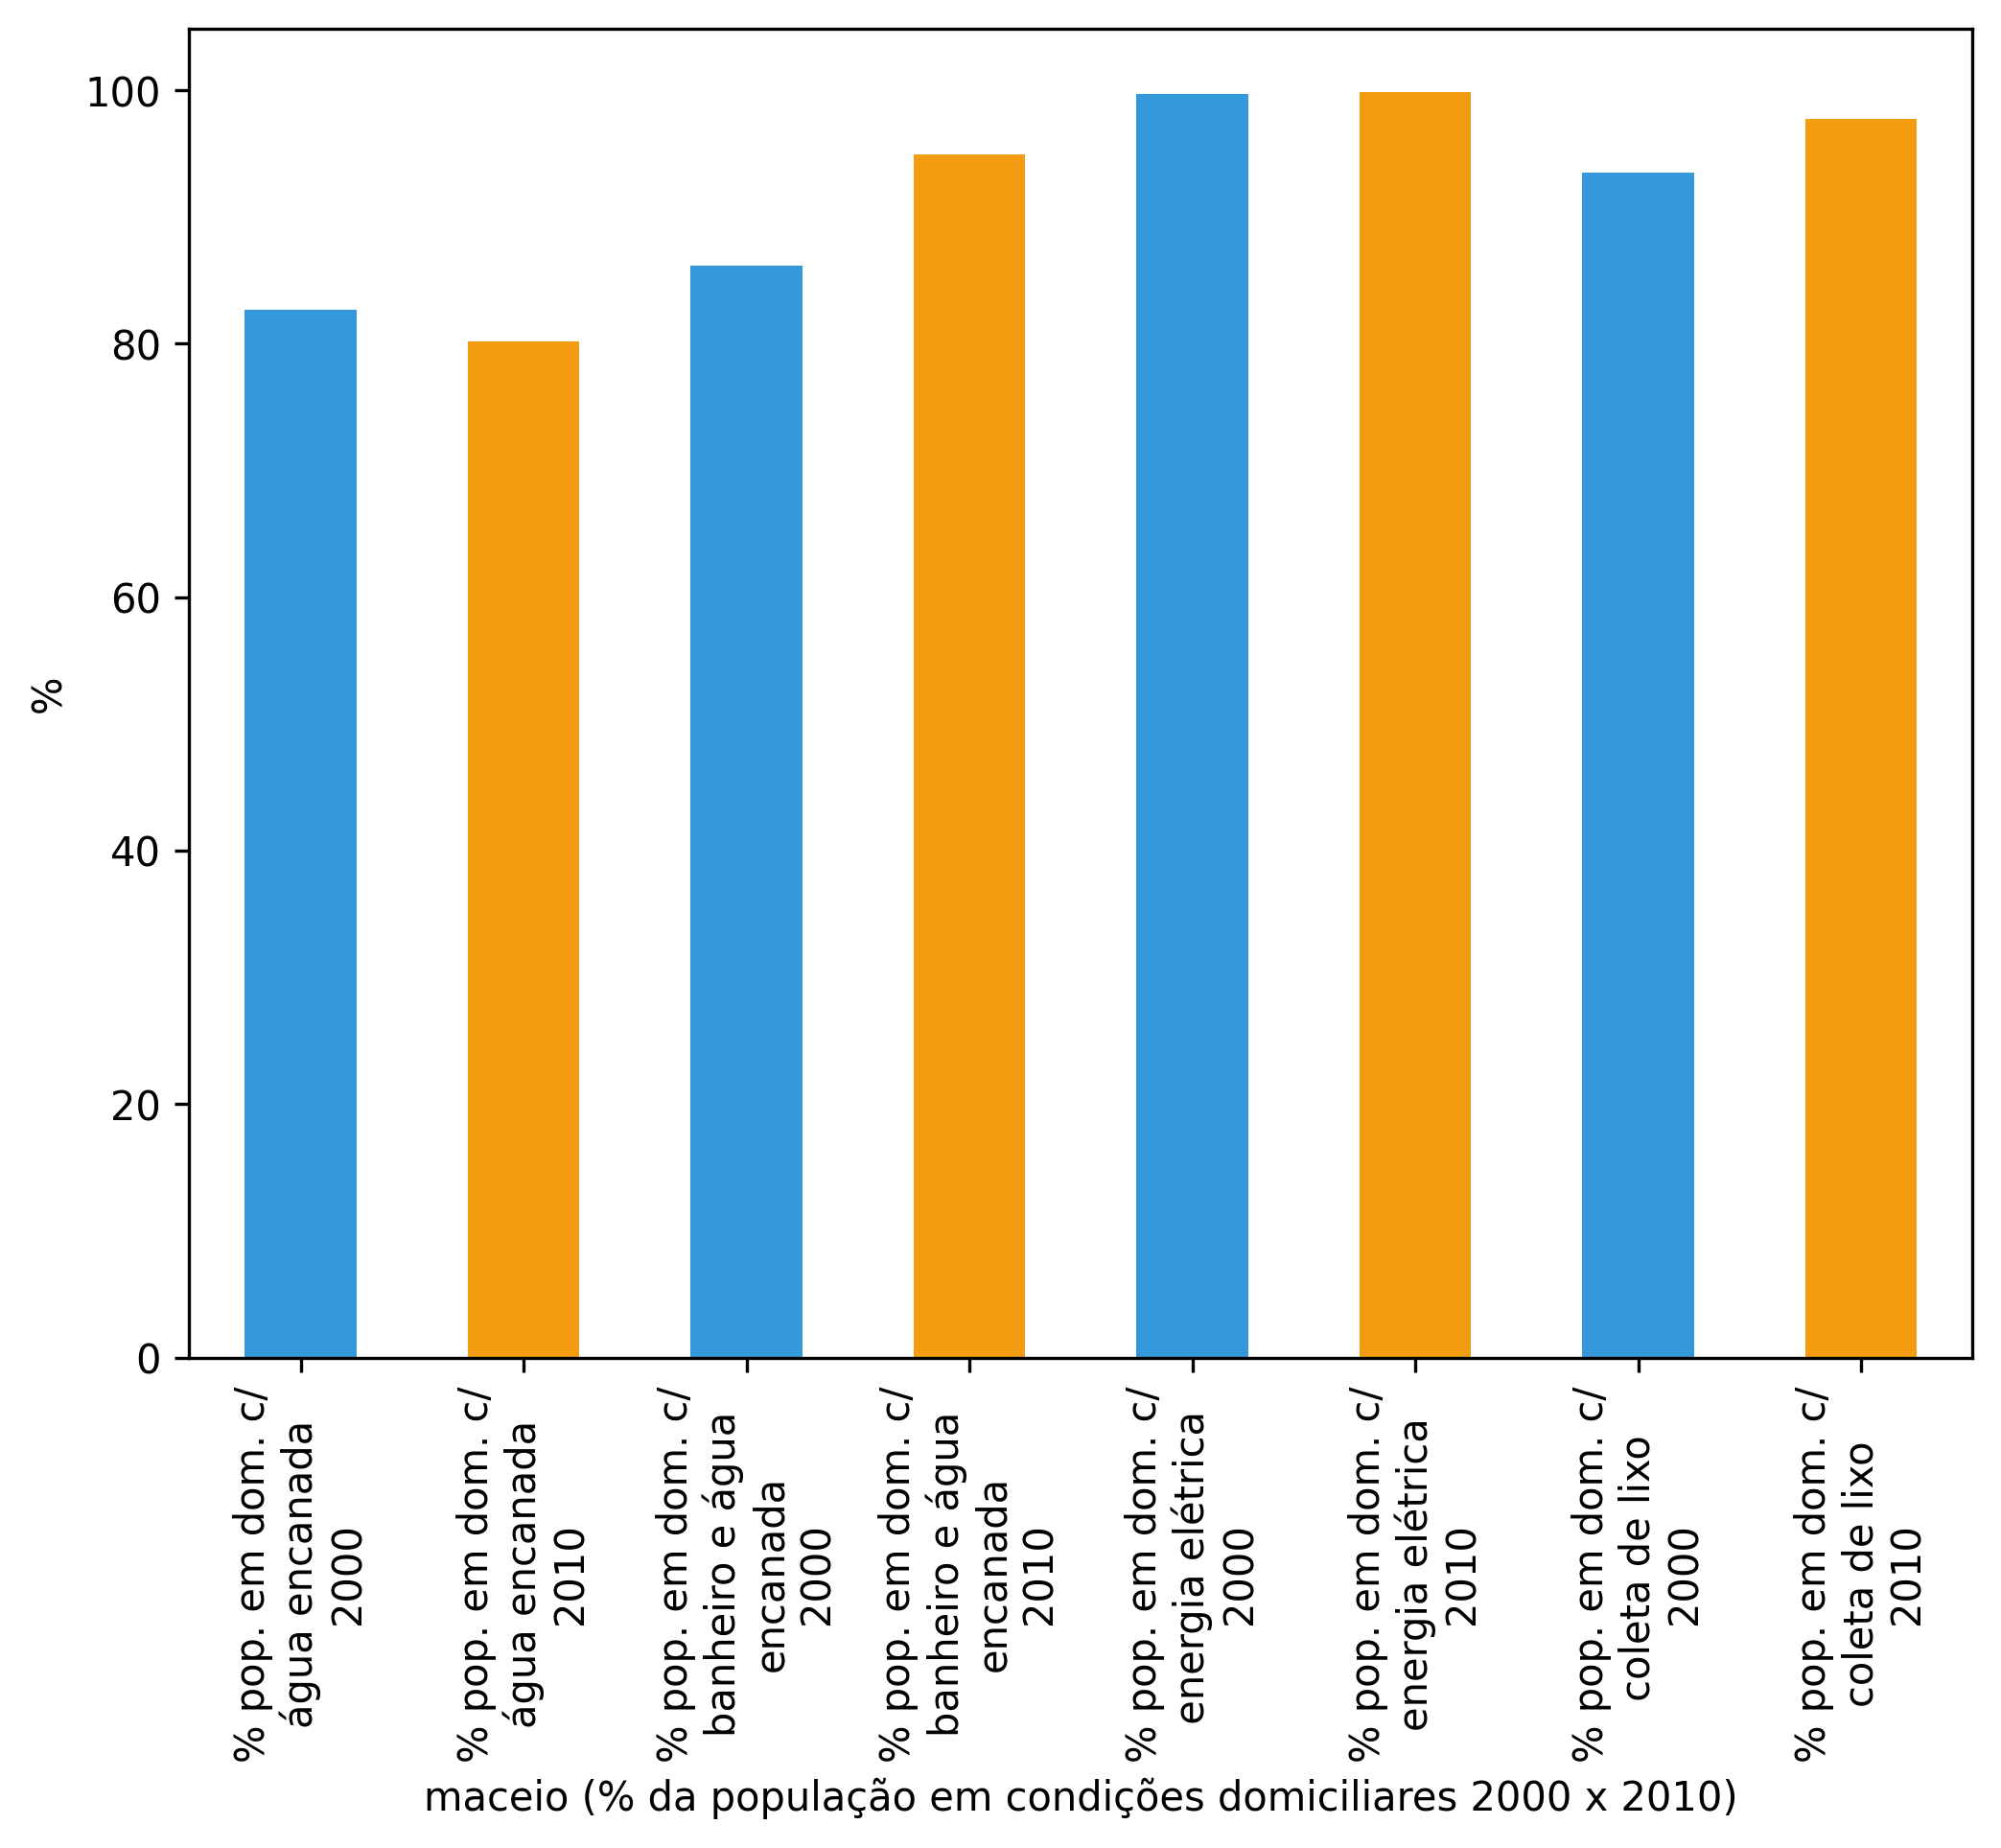 100
80
60
40
20
0
%
% pop. em dom. c/
água encanada
2000
% pop. em dom. c/
água encanada
2010
% pop. em dom. c/
banheiro e água
encanada
2000
% pop. em dom. c/
banheiro e água
encanada
2010
% pop. em dom. c/
energia elétrica
2000
% pop. em dom. c/
energia elétrica
2010
% pop. em dom. c/
coleta de lixo
2000
% pop. em dom. c/
coleta de lixo
2010
maceio (% da população em condições domiciliares 2000 x 2010)